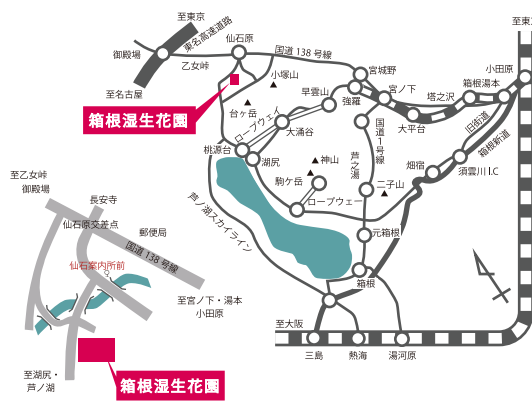 至東京
東名高速道路
仙石原
国道138号線
御殿場
乙女峠
至名古屋
小塚山
台ヶ岳
早雲山
宮城野
強羅
宮ノ下
大平台
塔之沢
箱根湯本
小田原
至東京
箱根湿生花園
ロープウェイ
大涌谷
桃源台
湖尻
国道1号線
芦之湯
旧街道
箱根新道
畑宿
須雲川I.C
神山
駒ケ岳
二子山
ロープウェー
芦ノ湖スカイライン
元箱根
箱根
至大阪
三島
熱海
湯河原
至乙女峠
御殿場
長安寺
仙石原交差点
郵便局
国道138号線
仙石案内所前
至宮ノ下・湯本
小田原
至湖尻・
芦ノ湖
箱根湿生花園